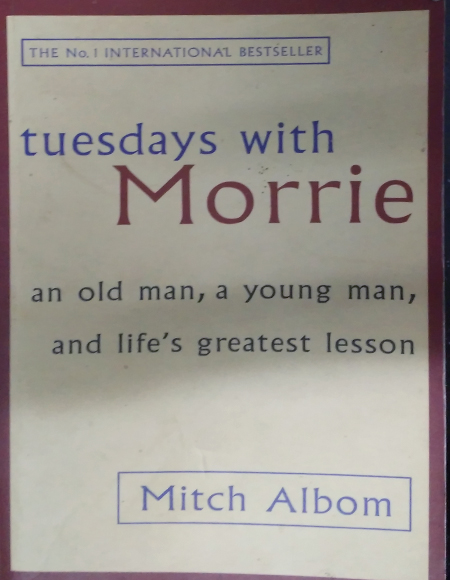 THE No. 1 INTERNATIONAL BESTSELLER
tuesdays with
Morrie
an old man, a young man,
and life's greatest lesson
Mitch Albom